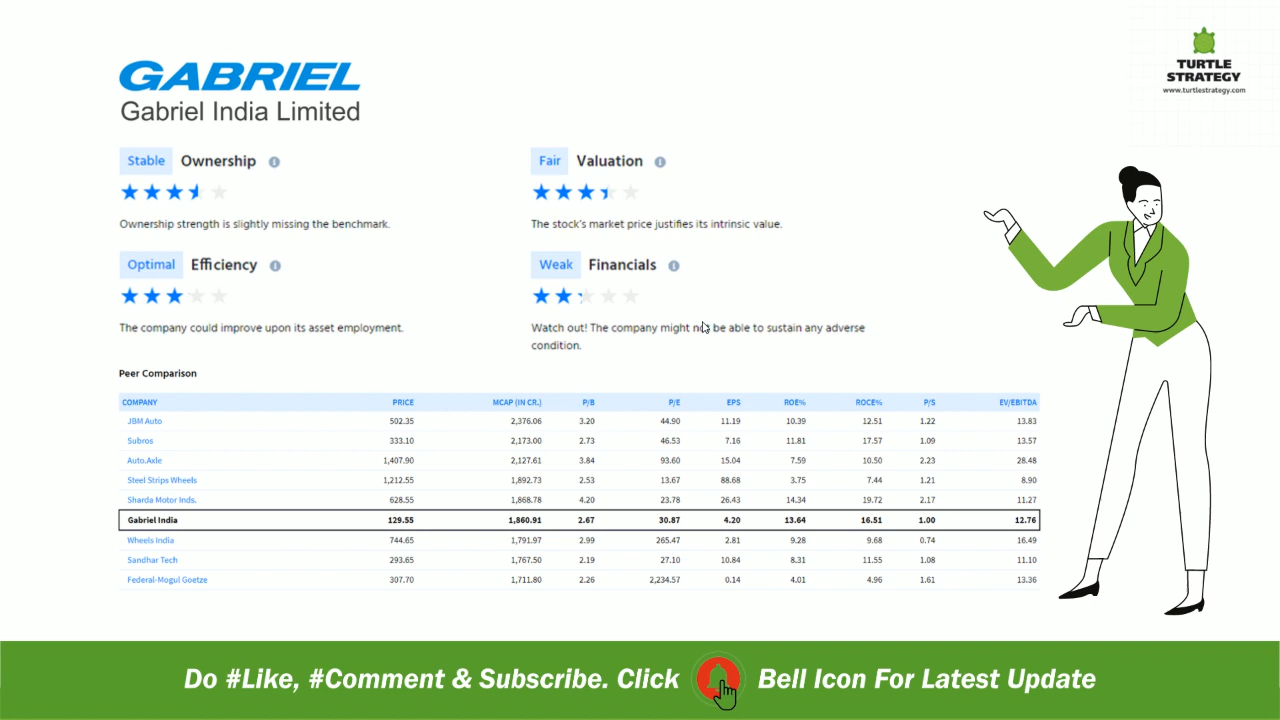 GABRIEL
Gabriel India Limited
TURTLE
STRATEGY
www.turtlestrategy.com
Stable Ownership
Ownership strength is slightly missing the benchmark.
Fair Valuation
The stock's market price justifies its intrinsic value.
Optimal Efficiency
The company could improve upon its asset employment.
Weak Financials
Watch out! The company might not be able to sustain any adverse
condition.
Peer Comparison
COMPANY PRICE MCAP (IN CR.) P/B P/E EPS ROE% ROCE% P/S EV/EBITDA
JBM Auto 502.35 2,376.06 3.20 44.90 11.19 10.39 12.51 1.22 13.83
Subros 333.10 2,173.00 2.73 46.53 7.16 11.81 17.57 1.09 13.57
Auto.Axle 1,407.90 2,127.61 3.84 93.60 15.04 7.59 10.50 2.23 28.48
Steel Strips Wheels 1,212.55 1,892.73 2.53 13.67 88.68 3.75 7.44 1.21 8.90
Sharda Motor Inds. 628.55 1,868.78 4.20 23.78 26.43 14.34 19.72 2.17 11.27
Gabriel India 129.55 1,860.91 2.67 30.87 4.20 13.64 16.51 1.00 12.76
Wheels India 744.65 1,791.97 2.99 265.47 2.81 9.28 9.68 0.74 16.49
Sandhar Tech 293.65 1,767.50 2.19 27.10 10.84 8.31 11.55 1.08 11.10
Federal-Mogul Goetze 307.70 1,711.80 2.26 2,234.57 0.14 4.01 4.96 1.61 13.36
Do #Like, #Comment & Subscribe. Click Bell Icon For Latest Update